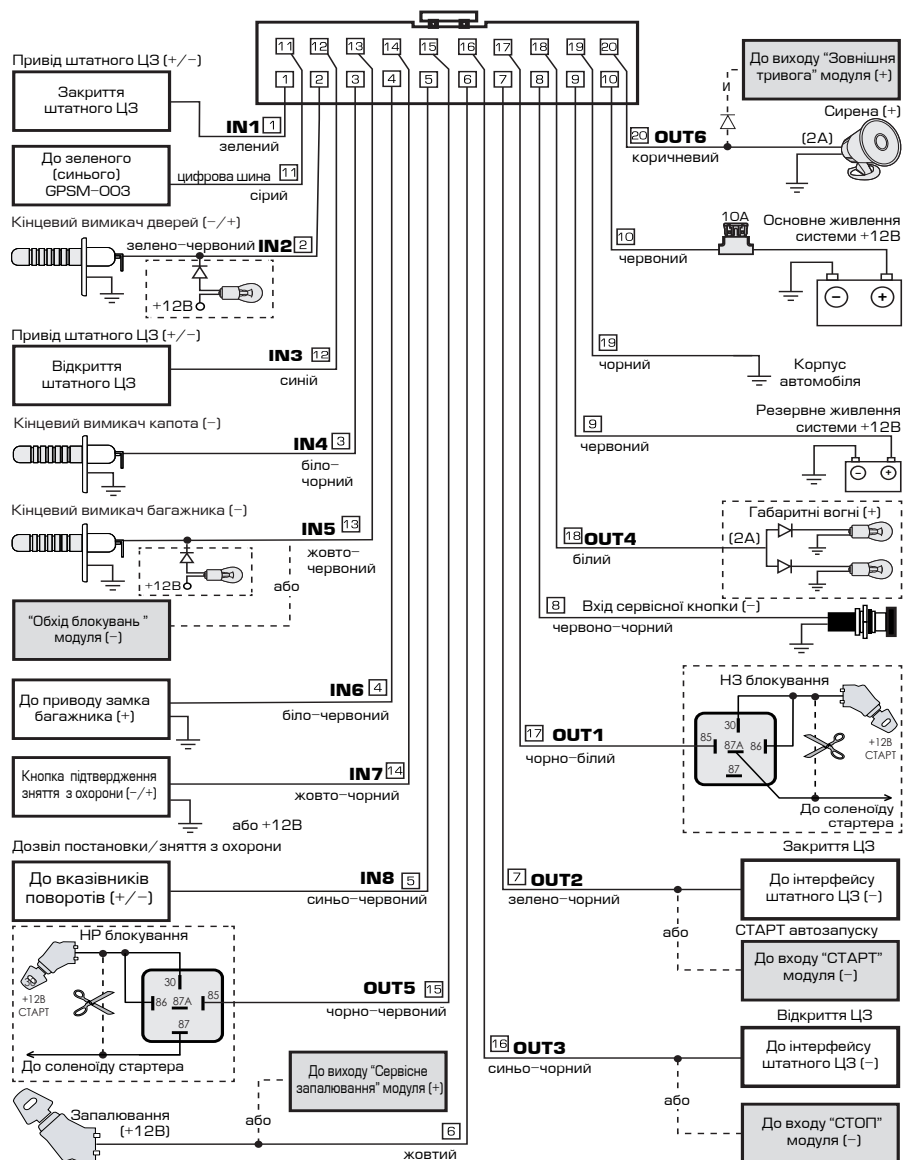 11 12 13 14 15 16 17 18 19 20
1 2 3 4 5 6 7 8 9 10
Привід штатного ЦЗ (+/−)
Закриття
штатного ЦЗ
IN1 1
зелений
До зеленого
(синього)
GPSM-003
цифрова шина 11
сірий
Кінцевий вимикач дверей (−/+)
зелено-червоний IN2 2
+12В
Привід штатного ЦЗ (+/−)
Відкриття
штатного ЦЗ
IN3 12
синій
Кінцевий вимикач капота (−)
IN4 3
біло-
чорний
Кінцевий вимикач багажника (−)
IN5 13
жовто-
червоний
+12В
або
"Обхід блокувань "
модуля (−)
До приводу замка
багажника (+)
IN6 4
біло-червоний
Кнопка підтвердження
зняття з охорони (−/+)
IN7 14
жовто-чорний
або +12В
Дозвіл постановки/зняття з охорони
До вказівників
поворотів (+/−)
IN8 5
синьо-червоний
НР блокування
+12В
СТАРТ
30
86 87А 85
87
До соленоїду стартера
OUT5 15
чорно-червоний
До виходу "Сервісне
запалювання" модуля (+)
або
Запалювання
(+12В)
6
жовтий
До виходу "Зовнішня
тривога" модуля (+)
и
Сирена (+)
20 OUT6
коричневий
(2А)
10А
Основне живлення
системи +12В
10
червоний
− +
19
чорний
Корпус
автомобіля
Резервне живлення
системи +12В
9
червоний
− +
Габаритні вогні (+)
18 OUT4
білий
(2А)
8 Вхід сервісної кнопки (−)
червоно-чорний
НЗ блокування
17 OUT1
чорно-білий
30
85 87А 86
87
+12В
СТАРТ
До соленоїду
стартера
Закриття ЦЗ
7 OUT2
зелено-чорний
До інтерфейсу
штатного ЦЗ (−)
або
СТАРТ автозапуску
До входу "СТАРТ"
модуля (−)
Відкриття ЦЗ
16 OUT3
синьо-чорний
До інтерфейсу
штатного ЦЗ (−)
або
До входу "СТОП"
модуля (−)